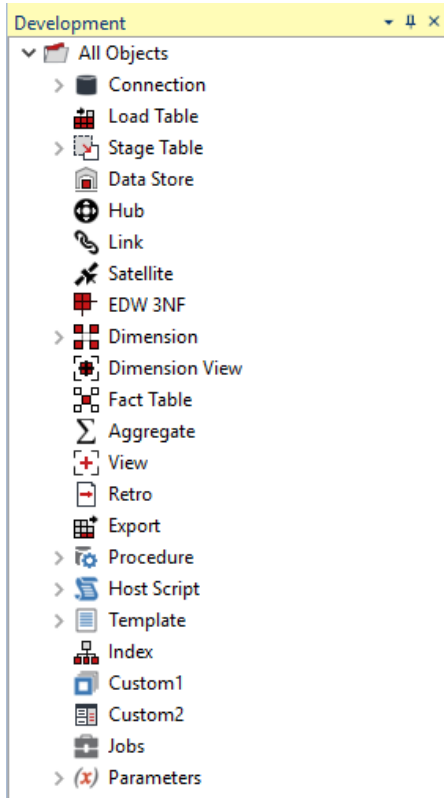 Development
All Objects
Connection
Load Table
Stage Table
Data Store
Hub
Link
Satellite
EDW 3NF
Dimension
Dimension View
Fact Table
Aggregate
View
Retro
Export
Procedure
Host Script
Template
Index
Custom1
Custom2
Jobs
(x) Parameters